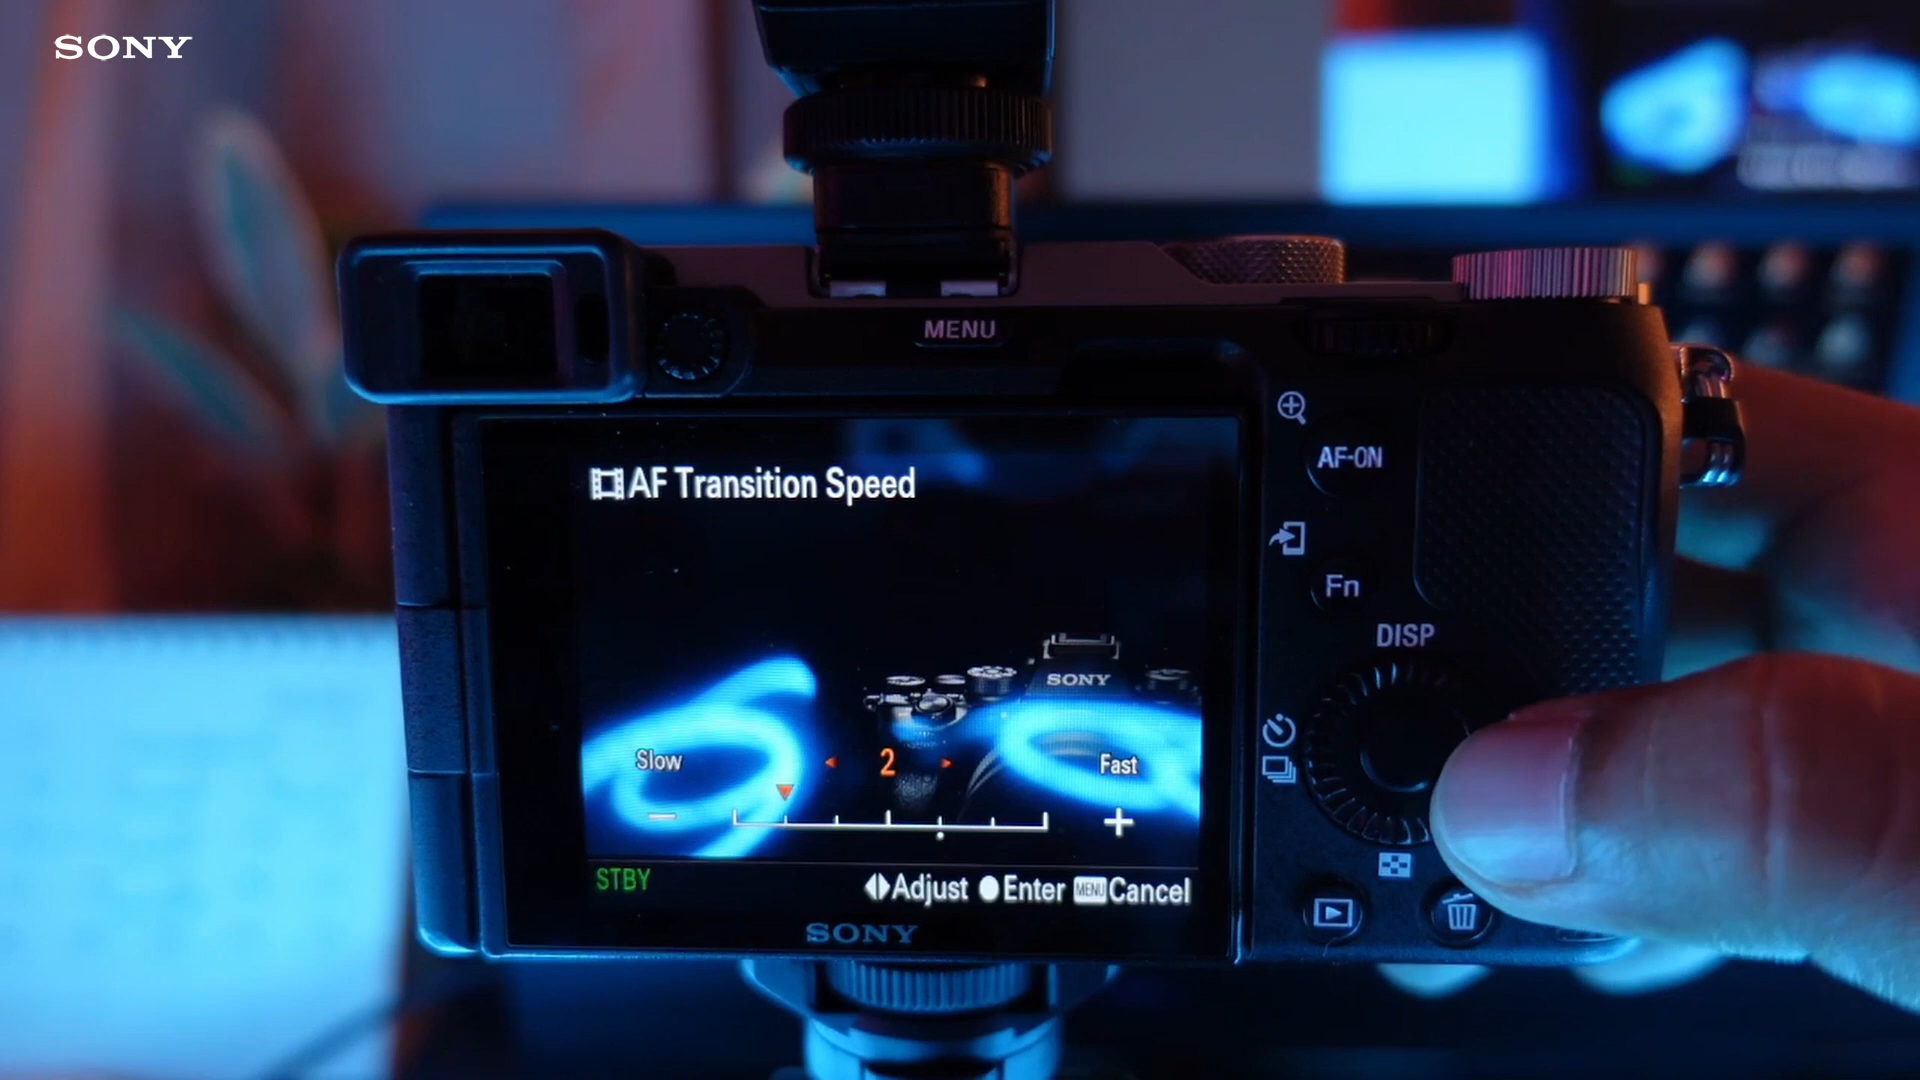 SONY
MENU
AF-ON
AF Transition Speed
Fn
DISP
SONY
Slow
2
Fast
STBY
Adjust Enter MENU Cancel
SONY